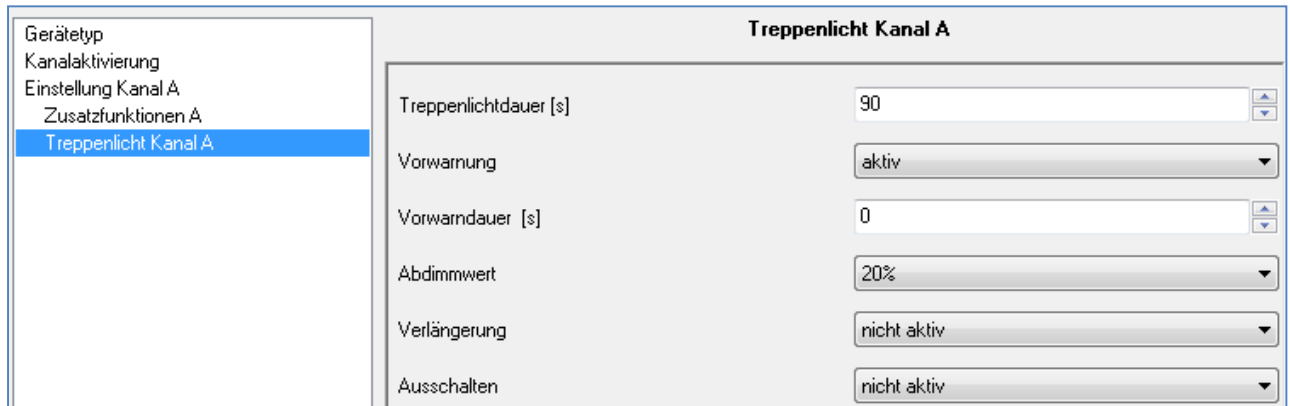 Gerätetyp
Kanalaktivierung
Einstellung Kanal A
Zusatzfunktionen A
Treppenlicht Kanal A
Treppenlicht Kanal A
Treppenlichtdauer [s] 90
Vorwarnung aktiv
Vorwarndauer [s] 0
Abdimmwert 20%
Verlängerung nicht aktiv
Ausschalten nicht aktiv